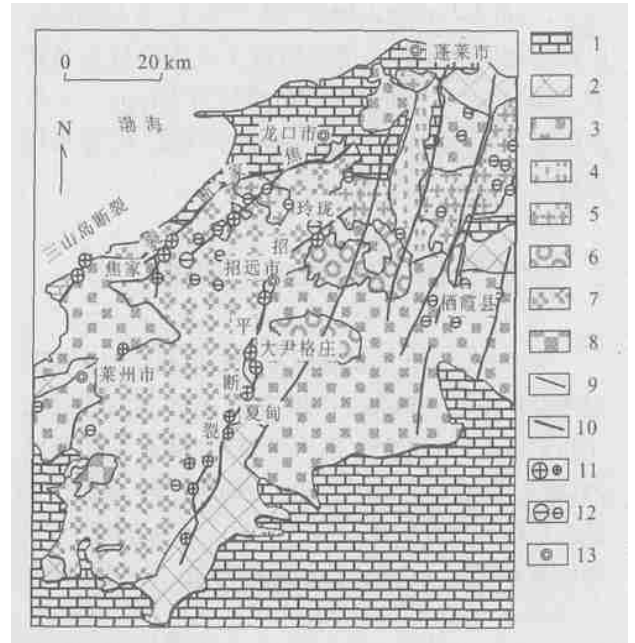 0 20 km
N
渤海
蓬莱市
龙口市
玲珑
招
三山岛断裂
焦家
断
裂
招远市
栖霞县
平
大尹格庄
莱州市
断
夏甸
裂
1
2
3
4
5
6
7
8
9
10
11
12
13